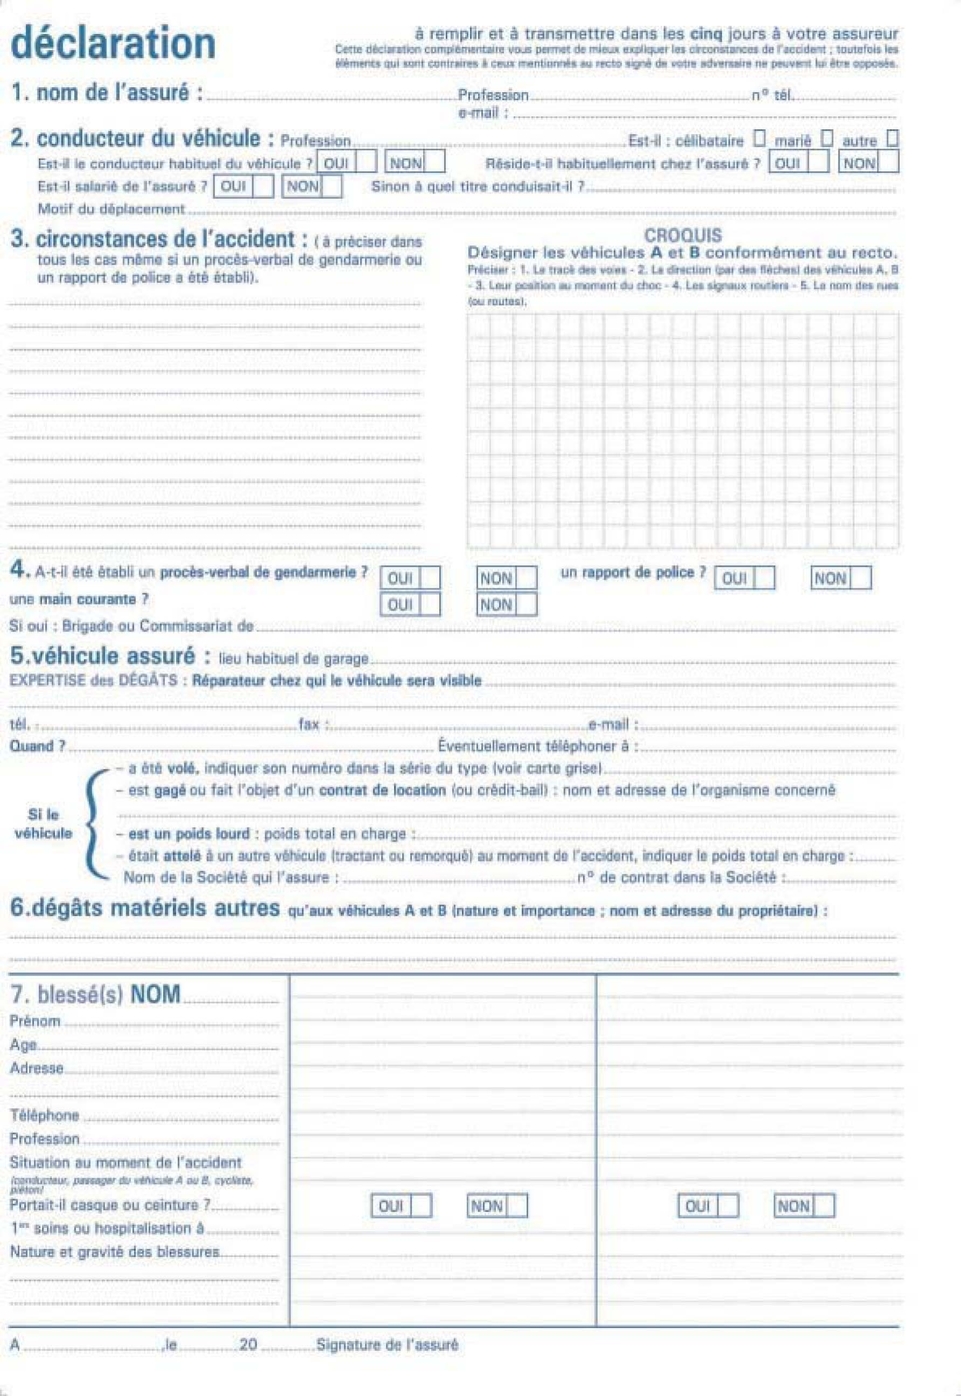 déclaration
à remplir et à transmettre dans les cinq jours à votre assureur
Cette déclaration complémentaire vous permet de mieux expliquer les circonstances de l'accident ; toutefois les
éléments qui sont contraires à ceux mentionnés au recto signé de votre adversaire ne peuvent lui être opposés.
1. nom de l'assuré : Profession n° tél.
e-mail :
2. conducteur du véhicule : Profession Est-il : célibataire marié autre
Est-il le conducteur habituel du véhicule ? OUI NON Réside-t-il habituellement chez l'assuré ? OUI NON
Est-il salarié de l'assuré ? OUI NON Sinon à quel titre conduisait-il ?
Motif du déplacement
3. circonstances de l'accident : ( à préciser dans
tous les cas même si un procès-verbal de gendarmerie ou
un rapport de police a été établi).
CROQUIS
Désigner les véhicules A et B conformément au recto.
Préciser : 1. Le tracé des voies - 2. La direction (par des flèches) des véhicules A, B
- 3. Leur position au moment du choc - 4. Les signaux routiers - 5. Le nom des rues
(ou routes).
4. A-t-il été établi un procès-verbal de gendarmerie ? OUI NON un rapport de police ? OUI NON
une main courante ? OUI NON
Si oui : Brigade ou Commissariat de
5.véhicule assuré : lieu habituel de garage
EXPERTISE des DÉGÂTS : Réparateur chez qui le véhicule sera visible
tél. : fax : e-mail :
Quand ? Éventuellement téléphoner à :
Si le
véhicule
– a été volé, indiquer son numéro dans la série du type (voir carte grise)
– est gagé ou fait l'objet d'un contrat de location (ou crédit-bail) : nom et adresse de l'organisme concerné
– est un poids lourd : poids total en charge :
– était attelé à un autre véhicule (tractant ou remorqué) au moment de l'accident, indiquer le poids total en charge :
Nom de la Société qui l'assure : n° de contrat dans la Société :
6.dégâts matériels autres qu'aux véhicules A et B (nature et importance ; nom et adresse du propriétaire) :
7. blessé(s) NOM
Prénom
Age
Adresse
Téléphone
Profession
Situation au moment de l'accident
(conducteur, passager du véhicule A ou B, cycliste,
piéton)
Portait-il casque ou ceinture ? OUI NON OUI NON
1ers soins ou hospitalisation à
Nature et gravité des blessures
A ,le 20 Signature de l'assuré